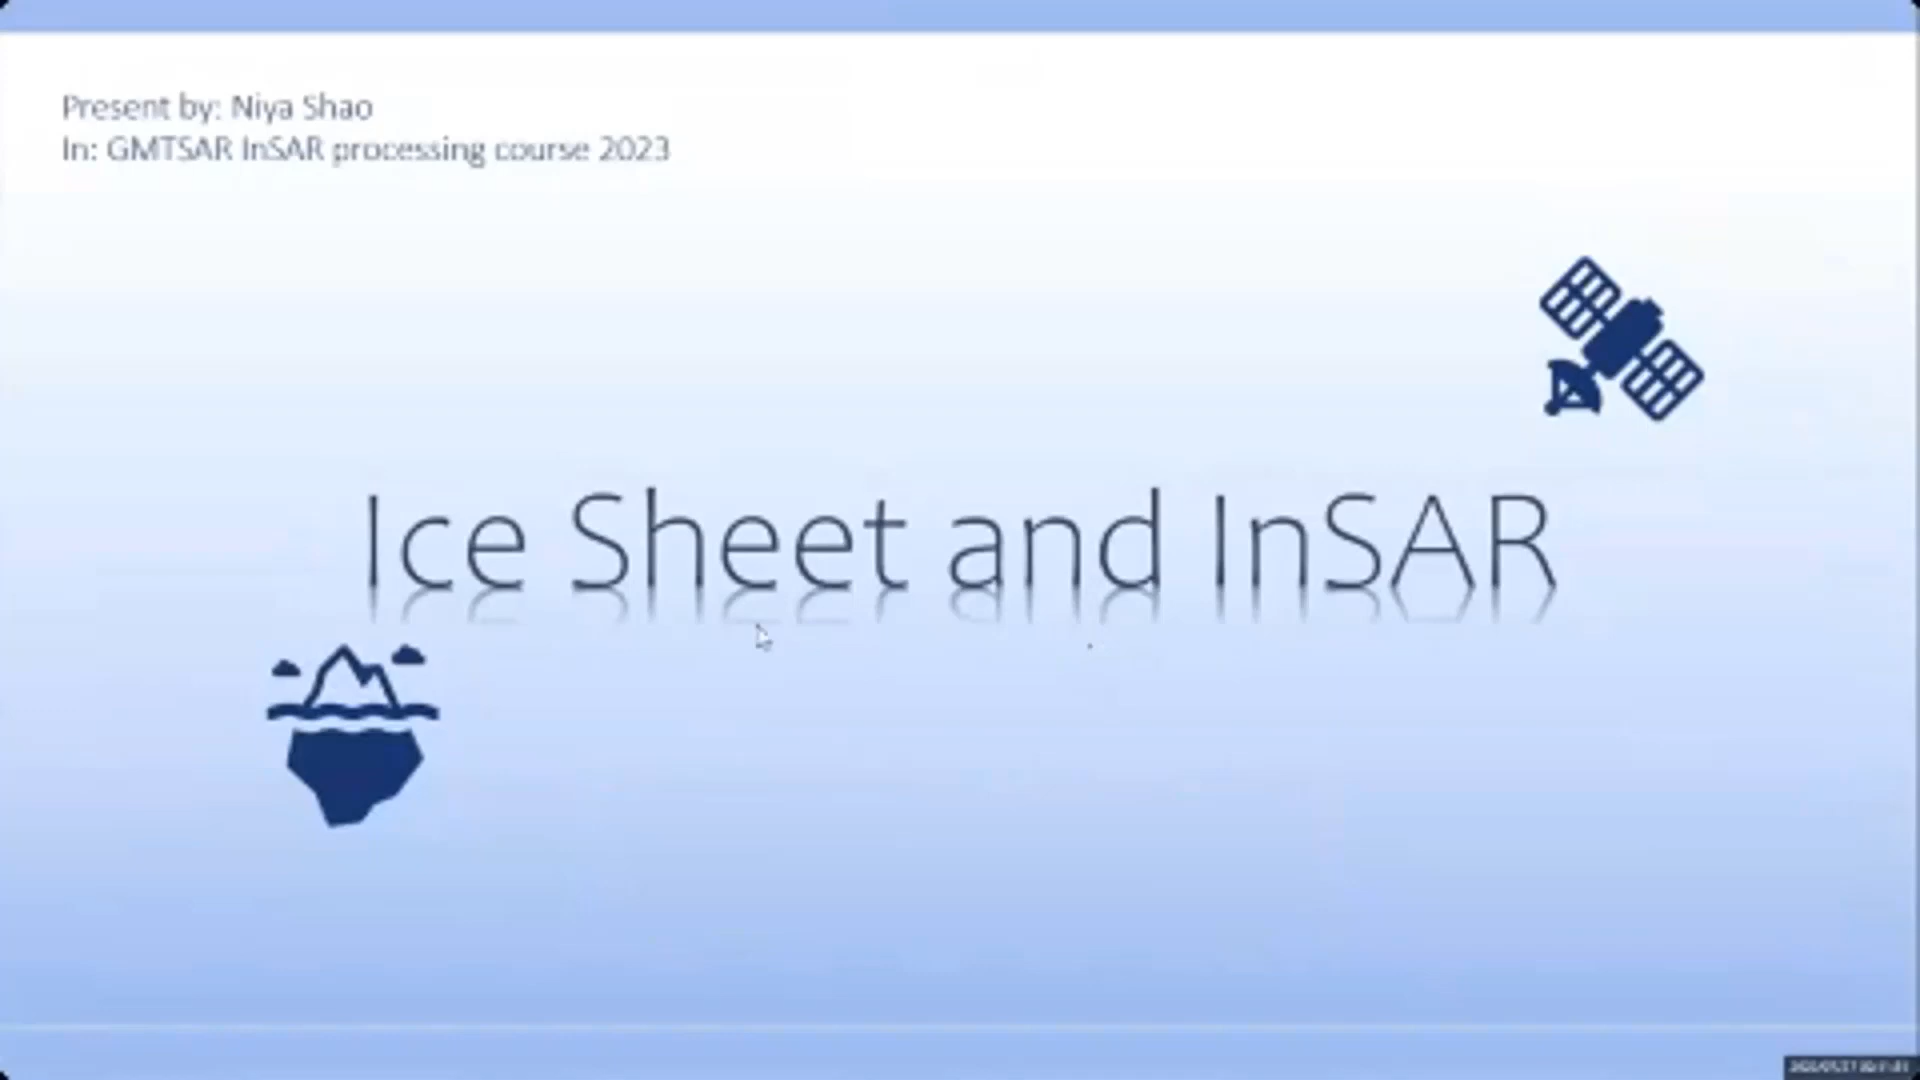 Present by: Niya Shao
In: GMTSAR InSAR processing course 2023
Ice Sheet and InSAR